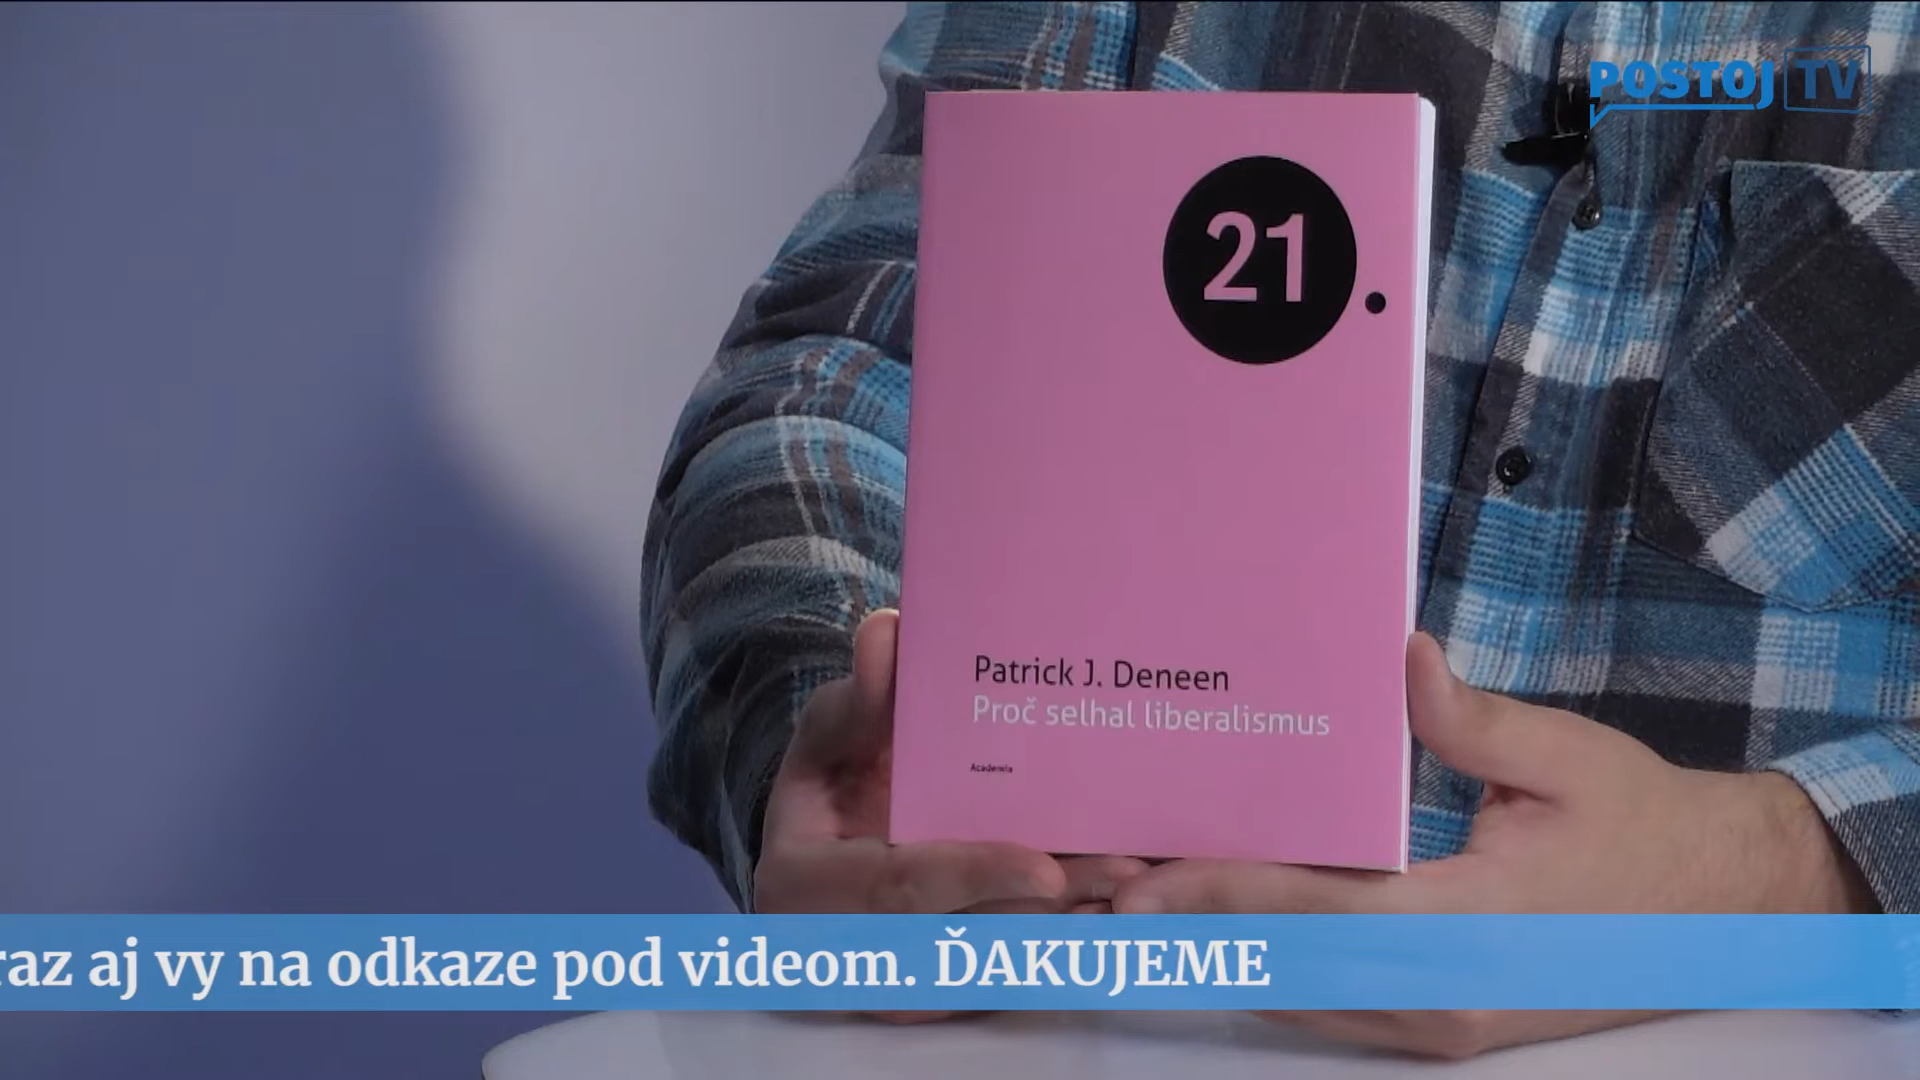 POSTOJ TV
21.
Patrick J. Deneen
Proč selhal liberalismus
Academia
raz aj vy na odkaze pod videom. ĎAKUJEME